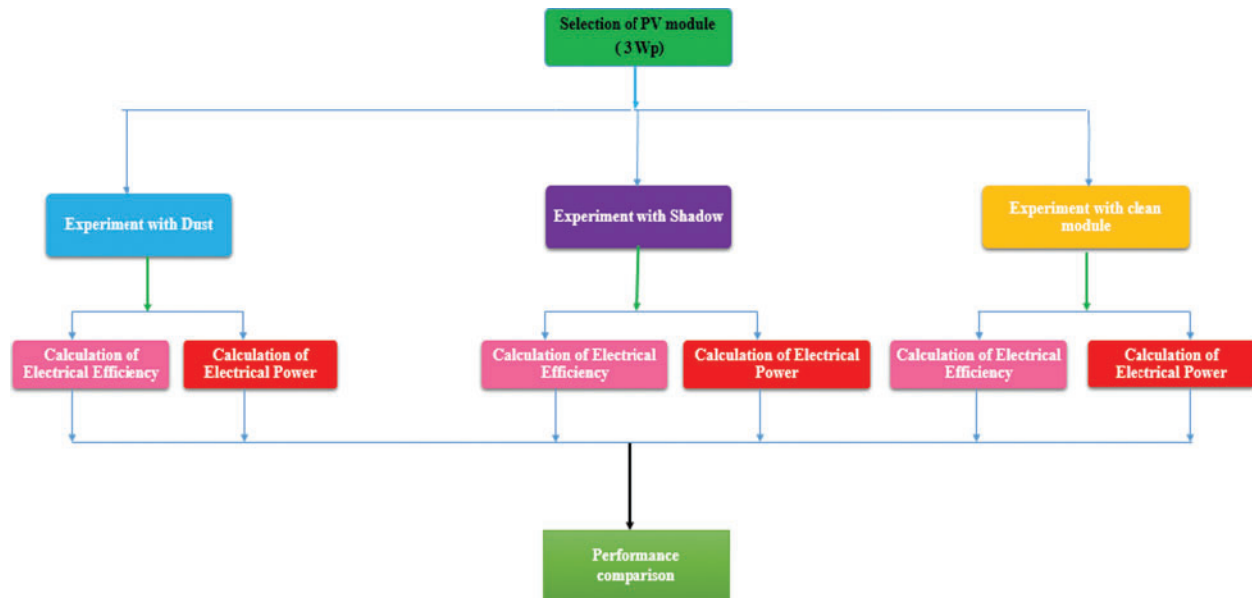 Selection of PV module
( 3 Wp)
Experiment with Dust
Experiment with Shadow
Experiment with clean
module
Calculation of
Electrical Efficiency
Calculation of
Electrical Power
Calculation of Electrical
Efficiency
Calculation of Electrical
Power
Calculation of Electrical
Efficiency
Calculation of
Electrical Power
Performance
comparison